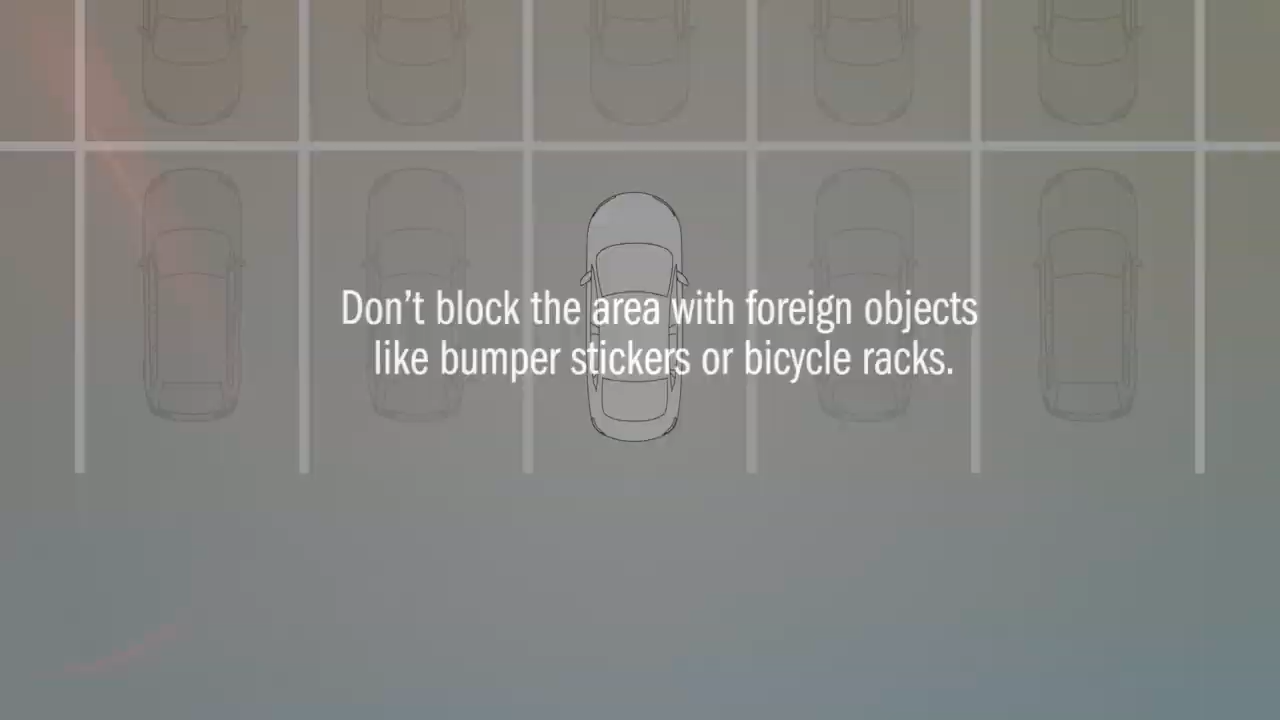 Don’t block the area with foreign objects
like bumper stickers or bicycle racks.